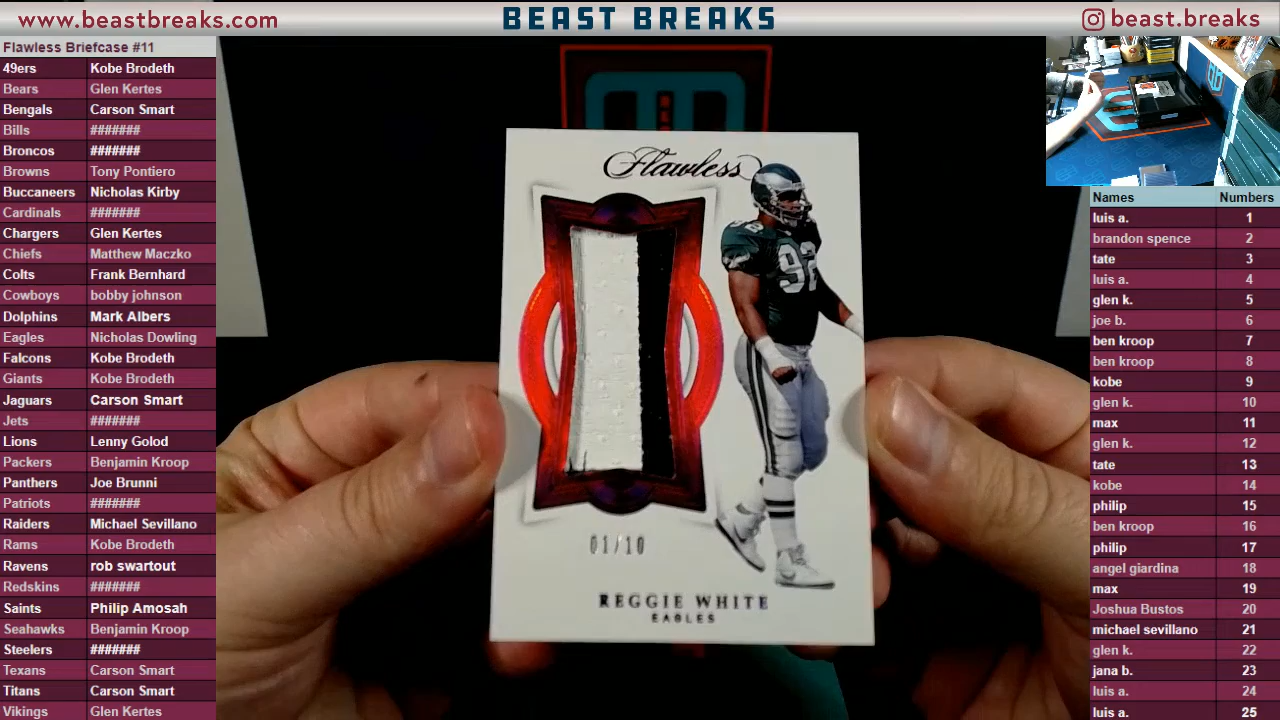 www.beastbreaks.com
BEAST BREAKS
beast.breaks
Flawless Briefcase #11
49ers Kobe Brodeth
Bears Glen Kertes
Bengals Carson Smart
Bills #######
Broncos #######
Browns Tony Pontiero
Buccaneers Nicholas Kirby
Cardinals #######
Chargers Glen Kertes
Chiefs Matthew Maczko
Colts Frank Bernhard
Cowboys bobby johnson
Dolphins Mark Albers
Eagles Nicholas Dowling
Falcons Kobe Brodeth
Giants Kobe Brodeth
Jaguars Carson Smart
Jets #######
Lions Lenny Golod
Packers Benjamin Kroop
Panthers Joe Brunni
Patriots #######
Raiders Michael Sevillano
Rams Kobe Brodeth
Ravens rob swartout
Redskins #######
Saints Philip Amosah
Seahawks Benjamin Kroop
Steelers #######
Texans Carson Smart
Titans Carson Smart
Vikings Glen Kertes
Flawless
92
92
01/10
REGGIE WHITE
EAGLES
Names Numbers
luis a. 1
brandon spence 2
tate 3
luis a. 4
glen k. 5
joe b. 6
ben kroop 7
ben kroop 8
kobe 9
glen k. 10
max 11
glen k. 12
tate 13
kobe 14
philip 15
ben kroop 16
philip 17
angel giardina 18
max 19
Joshua Bustos 20
michael sevillano 21
glen k. 22
jana b. 23
luis a. 24
luis a. 25